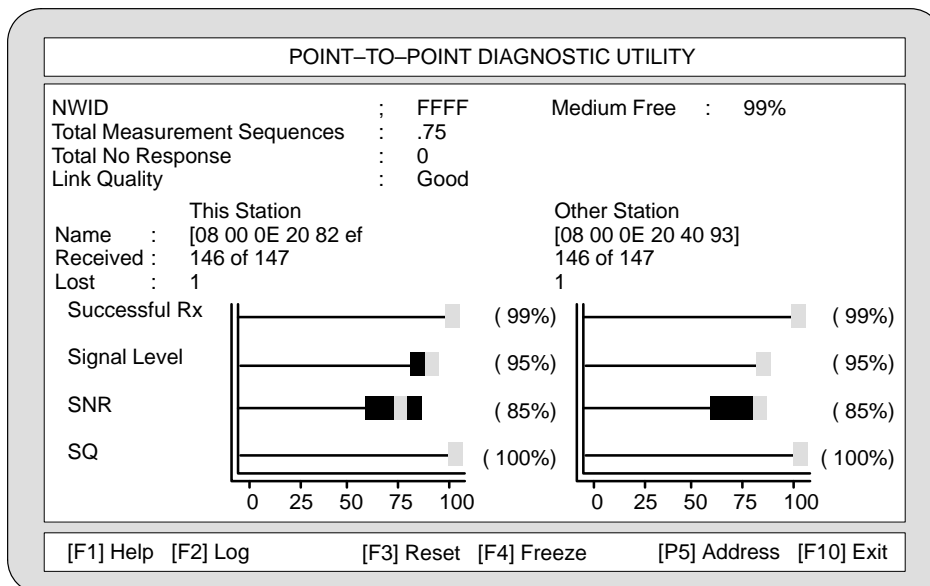 POINT–TO–POINT DIAGNOSTIC UTILITY
NWID ; FFFF Medium Free : 99%
Total Measurement Sequences : .75
Total No Response : 0
Link Quality : Good
This Station Other Station
Name : [08 00 0E 20 82 ef [08 00 0E 20 40 93]
Received : 146 of 147 146 of 147
Lost : 1 1
Successful Rx ( 99%) ( 99%)
Signal Level ( 95%) ( 95%)
SNR ( 85%) ( 85%)
SQ ( 100%) ( 100%)
0 25 50 75 100 0 25 50 75 100
[F1] Help [F2] Log [F3] Reset [F4] Freeze [P5] Address [F10] Exit